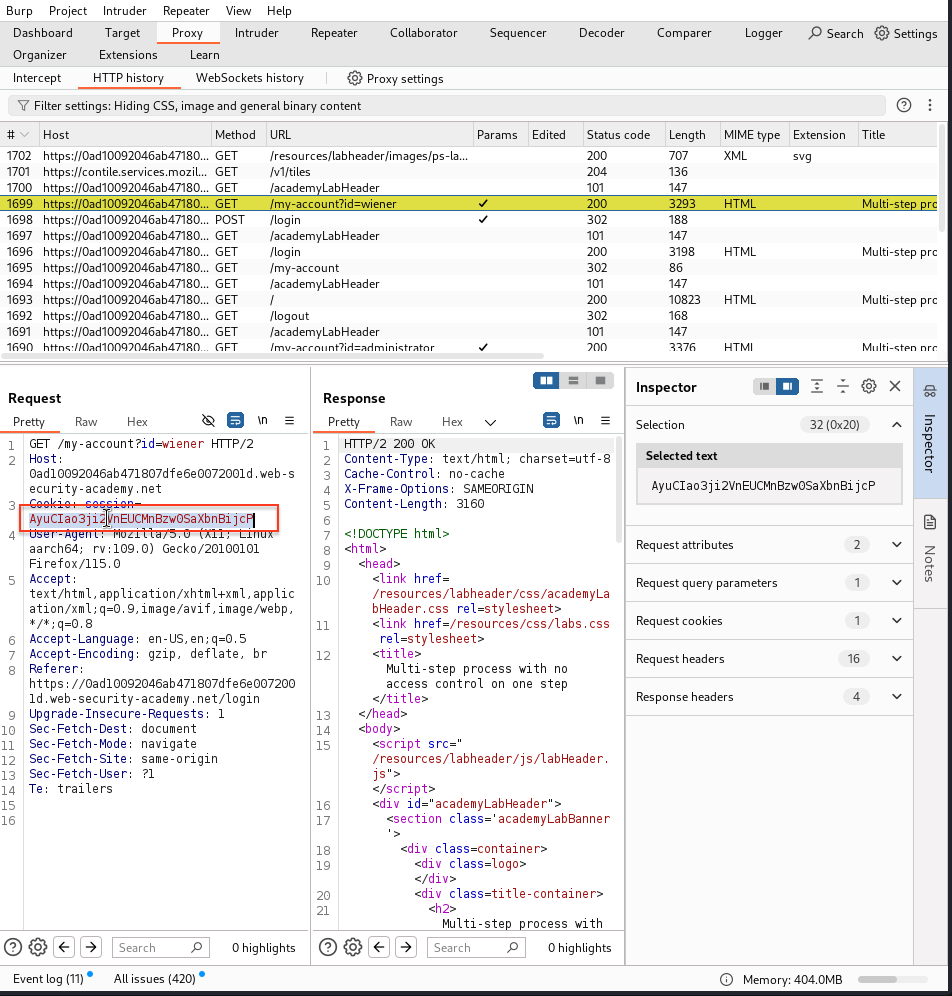 Burp Project Intruder Repeater View Help
Dashboard Target Proxy Intruder Repeater Collaborator Sequencer Decoder Comparer Logger Search Settings
Organizer Extensions Learn
Intercept HTTP history WebSockets history Proxy settings
Filter settings: Hiding CSS, image and general binary content
# Host Method URL Params Edited Status code Length MIME type Extension Title
1702 https://0ad10092046ab47180... GET /resources/labheader/images/ps-la... 200 707 XML svg
1701 https://contile.services.mozil... GET /v1/tiles 204 136
1700 https://0ad10092046ab47180... GET /academyLabHeader 101 147
1699 https://0ad10092046ab47180... GET /my-account?id=wiener ✓ 200 3293 HTML Multi-step pro
1698 https://0ad10092046ab47180... POST /login ✓ 302 188
1697 https://0ad10092046ab47180... GET /academyLabHeader 101 147
1696 https://0ad10092046ab47180... GET /login 200 3198 HTML Multi-step pro
1695 https://0ad10092046ab47180... GET /my-account 302 86
1694 https://0ad10092046ab47180... GET /academyLabHeader 101 147
1693 https://0ad10092046ab47180... GET / 200 10823 HTML Multi-step pro
1692 https://0ad10092046ab47180... GET /logout 302 168
1691 https://0ad10092046ab47180... GET /academyLabHeader 101 147
1690 https://0ad10092046ab47180... GET /my-account?id=administrator ✓ 200 3376 HTML Multi-step pro
Request
Pretty Raw Hex \n
1 GET /my-account?id=wiener HTTP/2
2 Host:
0ad10092046ab471807dfe6e0072001d.web-s
ecurity-academy.net
3 Cookie: session=
AyuCIao3ji2VnEUCMnBzwOSaXbnBijcP
4 User-Agent: Mozilla/5.0 (X11; Linux
aarch64; rv:109.0) Gecko/20100101
Firefox/115.0
5 Accept:
text/html,application/xhtml+xml,applic
ation/xml;q=0.9,image/avif,image/webp,
*/*;q=0.8
6 Accept-Language: en-US,en;q=0.5
7 Accept-Encoding: gzip, deflate, br
8 Referer:
https://0ad10092046ab471807dfe6e007200
1d.web-security-academy.net/login
9 Upgrade-Insecure-Requests: 1
10 Sec-Fetch-Dest: document
11 Sec-Fetch-Mode: navigate
12 Sec-Fetch-Site: same-origin
13 Sec-Fetch-User: ?1
14 Te: trailers
15
16
Search 0 highlights
Response
Pretty Raw Hex \n
1 HTTP/2 200 OK
2 Content-Type: text/html; charset=utf-8
3 Cache-Control: no-cache
4 X-Frame-Options: SAMEORIGIN
5 Content-Length: 3160
6
7 <!DOCTYPE html>
8 <html>
9 <head>
10 <link href=
/resources/labheader/css/academyLa
bHeader.css rel=stylesheet>
11 <link href=/resources/css/labs.css
rel=stylesheet>
12 <title>
Multi-step process with no
access control on one step
</title>
13 </head>
14 <body>
15 <script src="
/resources/labheader/js/labHeader.
js">
</script>
16 <div id="academyLabHeader">
17 <section class='academyLabBanner
'>
18 <div class=container>
19 <div class=logo>
</div>
20 <div class=title-container>
21 <h2>
Multi-step process with
Search 0 highlights
Inspector
Selection 32 (0x20)
Selected text
AyuCIao3ji2VnEUCMnBzwOSaXbnBijcP
Request attributes 2
Request query parameters 1
Request cookies 1
Request headers 16
Response headers 4
Inspector
Notes
Event log (11) All issues (420) Memory: 404.0MB